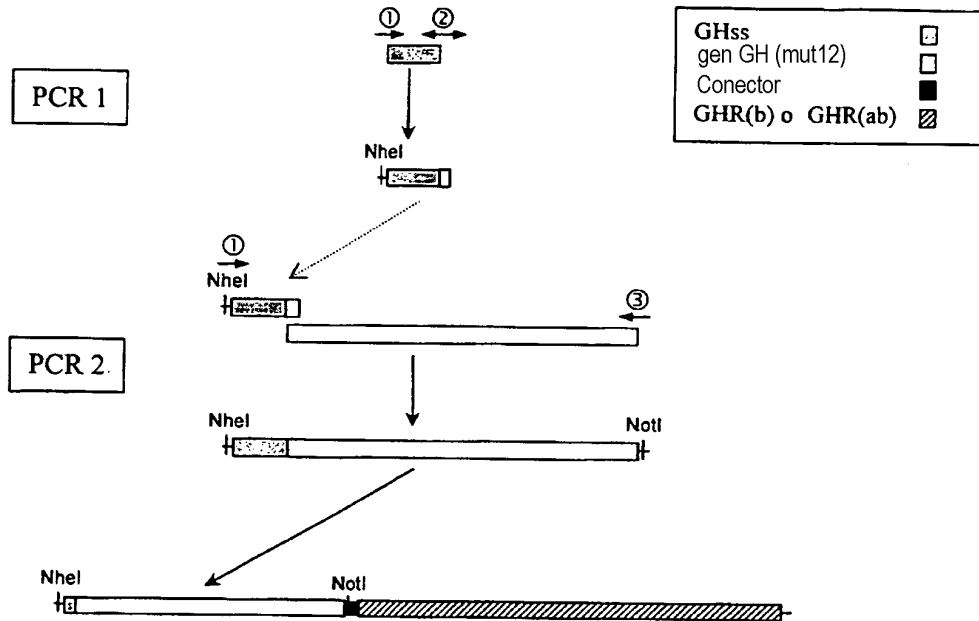 ① ②
GHss
gen GH (mut12)
Conector
GHR(b) o GHR(ab)
PCR 1
NheI
①
NheI
③
PCR 2.
NheI
NotI
NheI
NotI